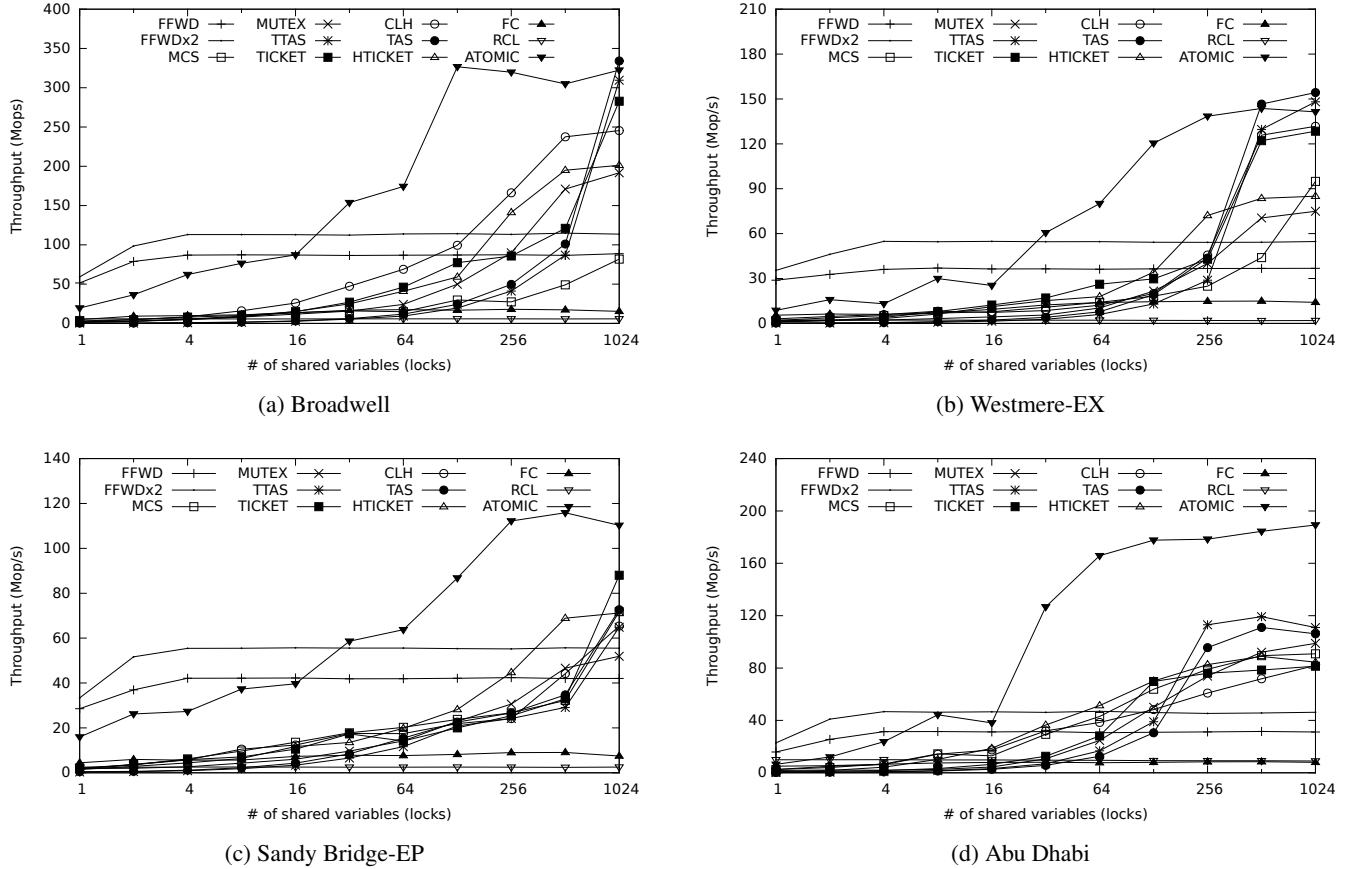 FFWD MUTEX CLH FC
FFWDx2 TTAS TAS RCL
MCS TICKET HTICKET ATOMIC
400
350
300
250
200
150
100
50
0
Throughput (Mops)
1 4 16 64 256 1024
# of shared variables (locks)
(a) Broadwell
FFWD MUTEX CLH FC
FFWDx2 TTAS TAS RCL
MCS TICKET HTICKET ATOMIC
210
180
150
120
90
60
30
0
Throughput (Mop/s)
1 4 16 64 256 1024
# of shared variables (locks)
(b) Westmere-EX
FFWD MUTEX CLH FC
FFWDx2 TTAS TAS RCL
MCS TICKET HTICKET ATOMIC
140
120
100
80
60
40
20
0
Throughput (Mop/s)
1 4 16 64 256 1024
# of shared variables (locks)
(c) Sandy Bridge-EP
FFWD MUTEX CLH FC
FFWDx2 TTAS TAS RCL
MCS TICKET HTICKET ATOMIC
240
200
160
120
80
40
0
Throughput (Mop/s)
1 4 16 64 256 1024
# of shared variables (locks)
(d) Abu Dhabi